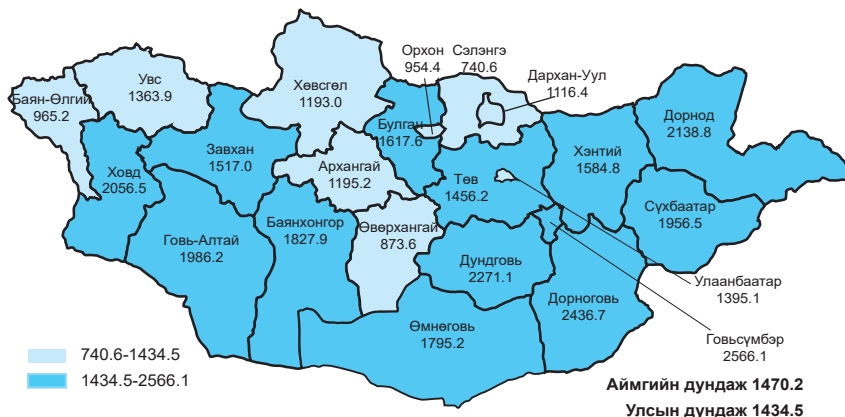 Орхон
954.4
Сэлэнгэ
740.6
Дархан-Уул
1116.4
Увс
1363.9
Хөвсгөл
1193.0
Баян-Өлгий
965.2
Булган
1617.6
Дорнод
2138.8
Завхан
1517.0
Хэнтий
1584.8
Ховд
2056.5
Архангай
1195.2
Төв
1456.2
Сүхбаатар
1956.5
Баянхонгор
1827.9
Өвөрхангай
873.6
Говь-Алтай
1986.2
Дундговь
2271.1
Улаанбаатар
1395.1
Дорноговь
2436.7
Өмнөговь
1795.2
Говьсүмбэр
2566.1
740.6-1434.5
1434.5-2566.1
Аймгийн дундаж 1470.2
Улсын дундаж 1434.5